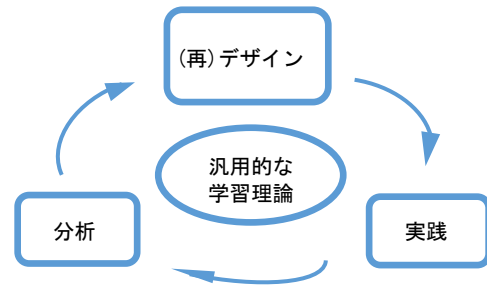 (再)デザイン
汎用的な
学習理論
分析
実践